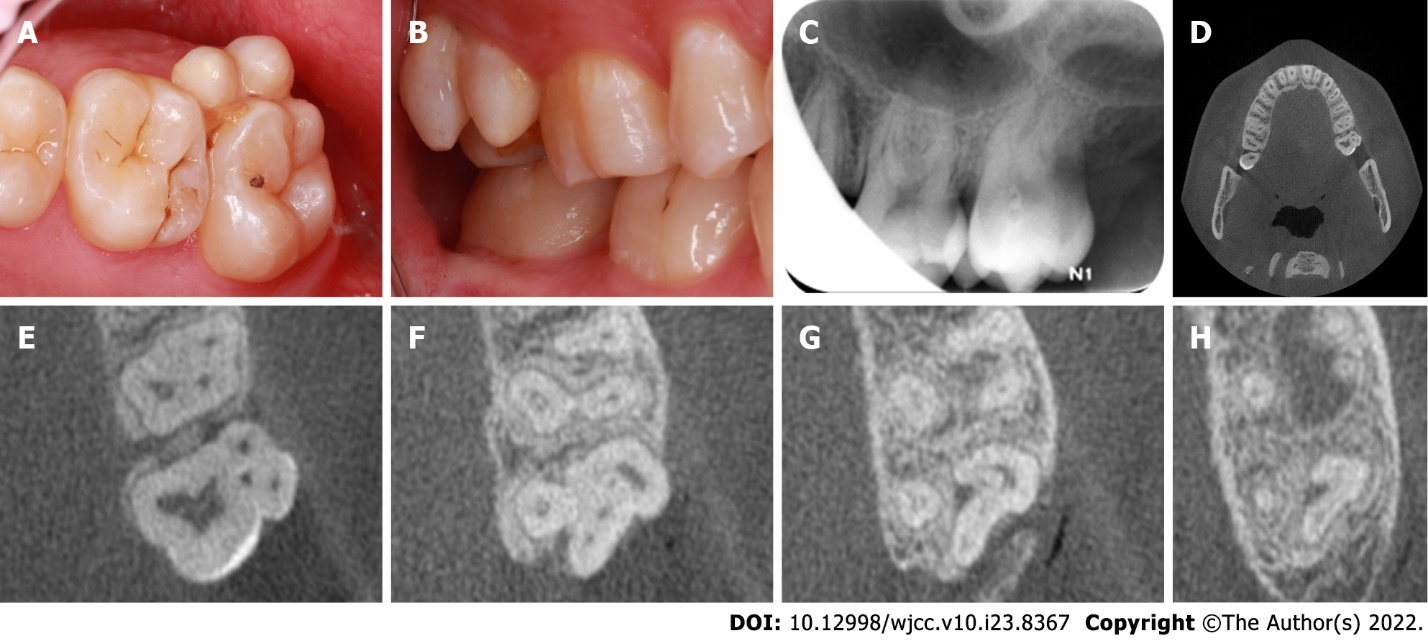 A
B
C
D
N1
E
F
G
H
DOI: 10.12998/wjcc.v10.i23.8367 Copyright ©The Author(s) 2022.